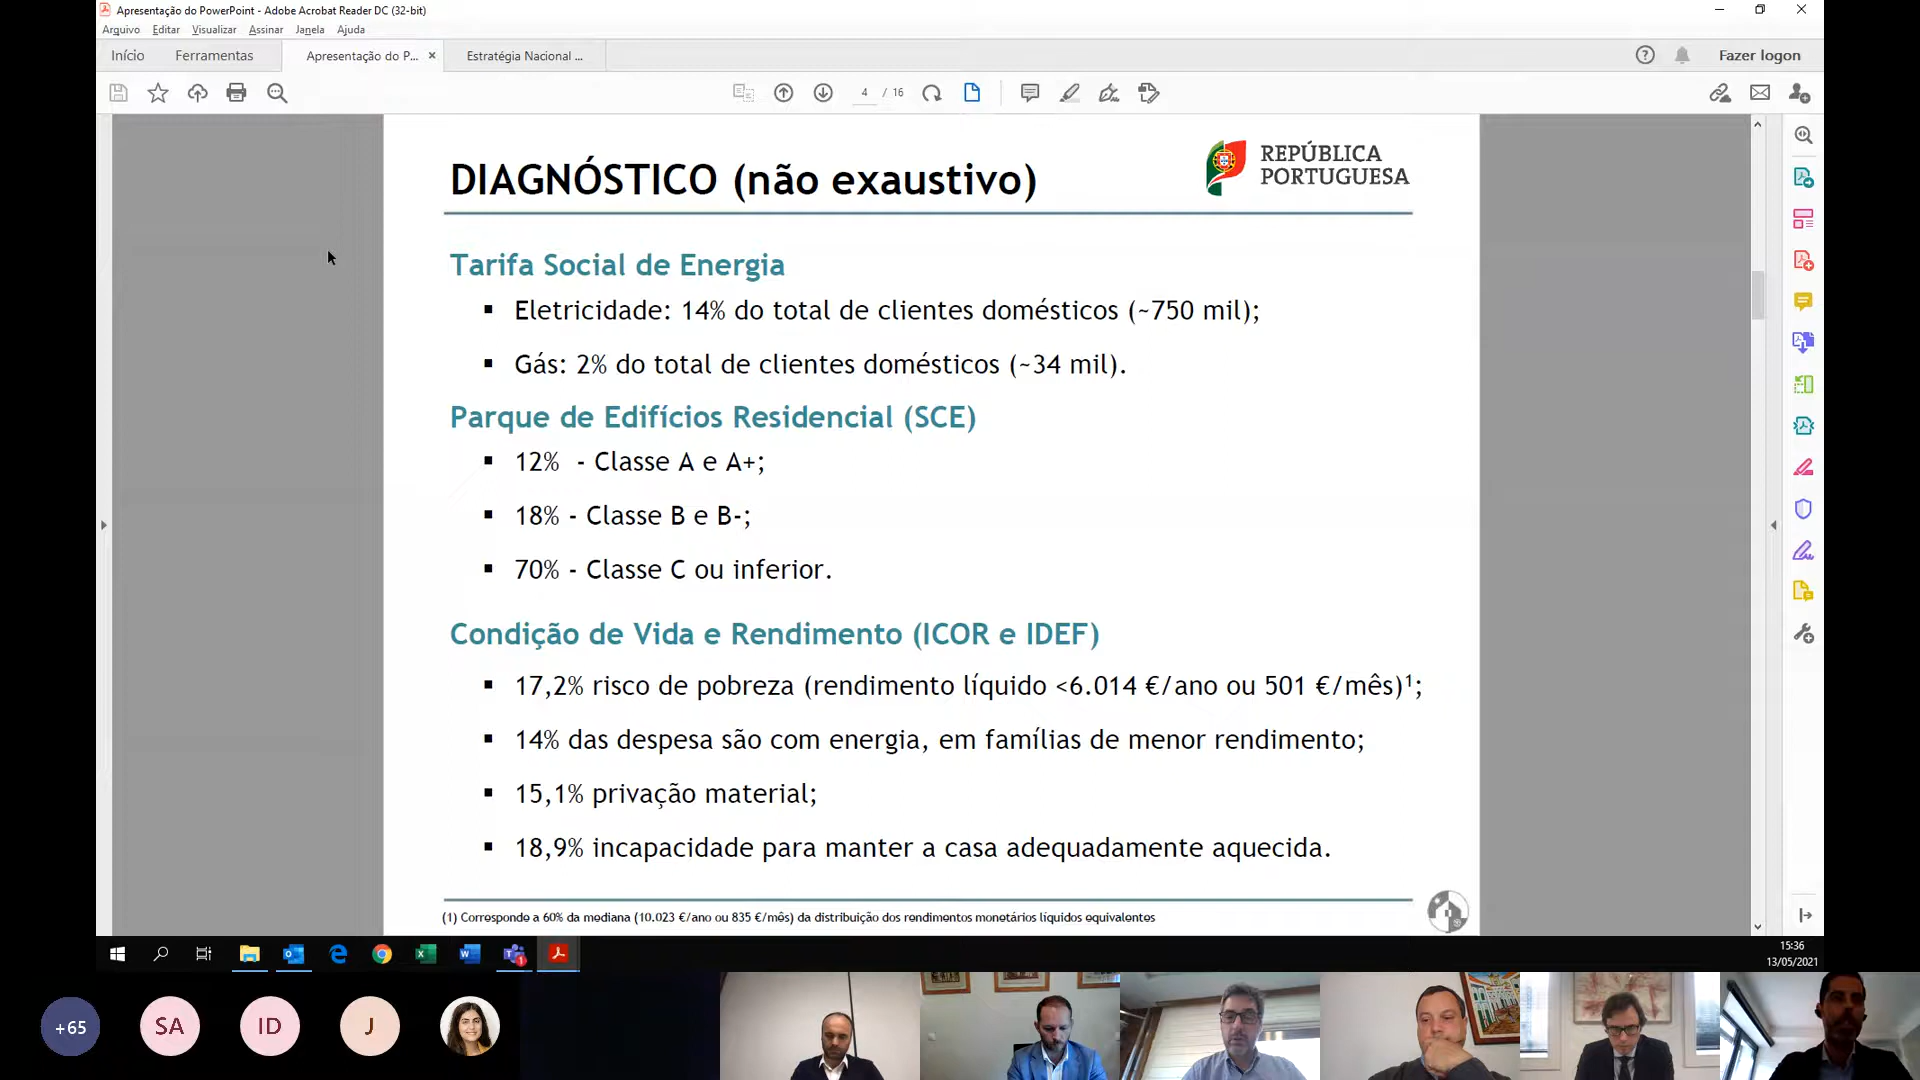 Apresentação do PowerPoint - Adobe Acrobat Reader DC (32-bit)
Arquivo Editar Visualizar Assinar Janela Ajuda
Início Ferramentas Apresentação do P... × Estratégia Nacional ... Fazer logon
4 / 16
DIAGNÓSTICO (não exaustivo)
REPÚBLICA
PORTUGUESA
Tarifa Social de Energia
▪ Eletricidade: 14% do total de clientes domésticos (~750 mil);
▪ Gás: 2% do total de clientes domésticos (~34 mil).
Parque de Edifícios Residencial (SCE)
▪ 12% - Classe A e A+;
▪ 18% - Classe B e B-;
▪ 70% - Classe C ou inferior.
Condição de Vida e Rendimento (ICOR e IDEF)
▪ 17,2% risco de pobreza (rendimento líquido <6.014 €/ano ou 501 €/mês)¹;
▪ 14% das despesa são com energia, em famílias de menor rendimento;
▪ 15,1% privação material;
▪ 18,9% incapacidade para manter a casa adequadamente aquecida.
(1) Corresponde a 60% da mediana (10.023 €/ano ou 835 €/mês) da distribuição dos rendimentos monetários líquidos equivalentes
15:36
13/05/2021
+65 SA ID J